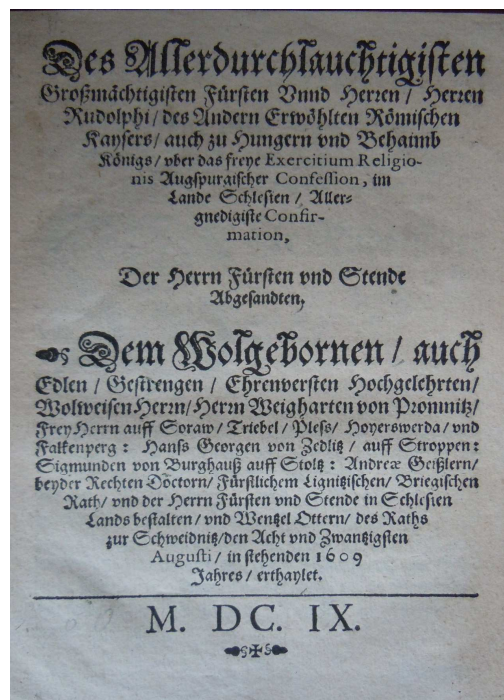 Des Allerdurchlauchtigisten
Großmächtigisten Fürsten Vnnd Herren / Herren
Rudolphi / des Andern Erwöhlten Römischen
Kaysers / auch zu Hungern vnd Behaimb
Königs / vber das freye Exercitium Religio-
nis Augspurgischer Confession, im
Lande Schlesien / Aller-
gnedigiste Confir-
mation,
Der Herrn Fürsten vnd Stende
Abgesandten,
Dem Wolgebornen / auch
Edlen / Gestrengen / Ehrenvesten Hochgelehrten /
Wolweisen Herrn / Herrn Weigharten von Promnitz /
Frey Herrn auff Soraw / Triebel / Pless / Hoyerswerda / vnd
Falkenperg : Hanss Georgen von Zedlitz / auff Stroppen :
Sigmunden von Burghauß auff Stoltz : Andreæ Geißlern /
beyder Rechten Doctorn / Fürstlichem Lignitzischen / Briegischen
Rath / vnd der Herrn Fürsten vnd Stende in Schlesien
Lands bestalten / vnd Wentzel Ottern / des Raths
zur Schweidnitz / den Acht vnd Zwantzigsten
Augusti / in stehenden 1609
Jahres / erthaylet.
M. DC. IX.